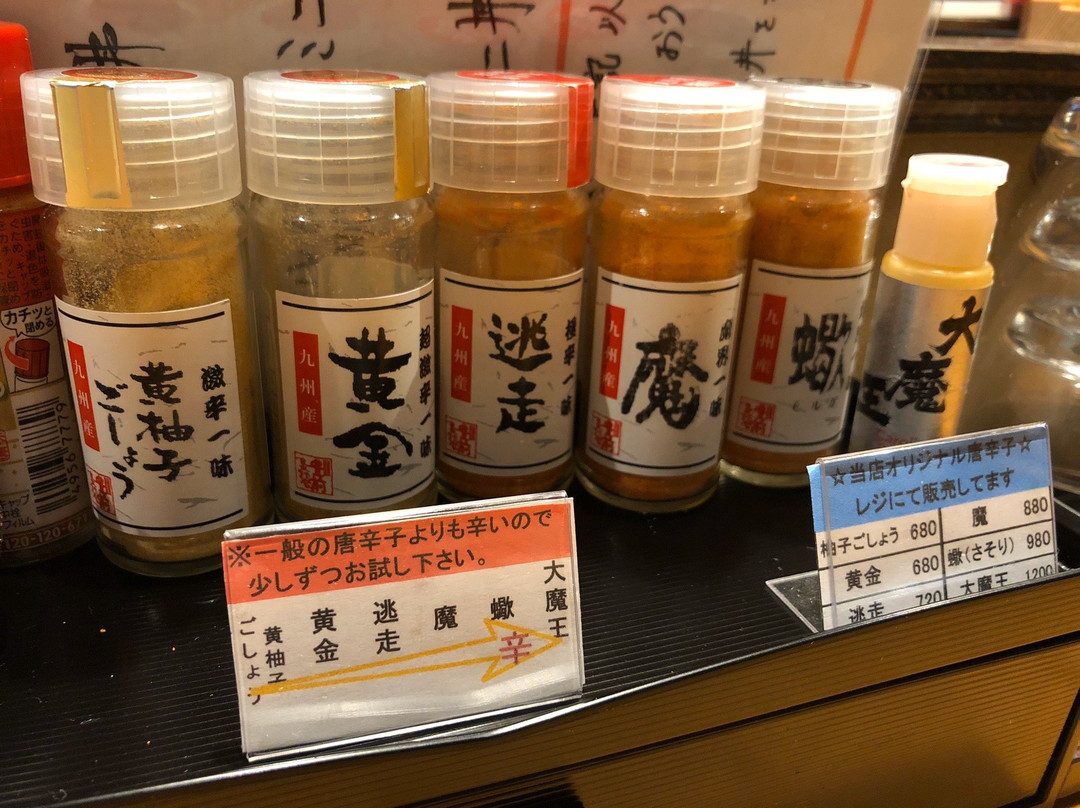 カチッと
閉める
激辛一味
黄柚子
ごしょう
九州産
超激辛一味
黄金
九州産
極辛一味
逃走
九州産
魔
九州産
蠍
九州産
大
魔
王
※一般の唐辛子よりも辛いので
少しずつお試し下さい。
黄柚子
ごしょう
黄金
逃走
魔
蠍
大魔王
辛
☆当店オリジナル唐辛子☆
レジにて販売してます
柚子ごしょう 680
黄金 680
逃走 720
魔 880
蠍(さそり) 980
大魔王 1200